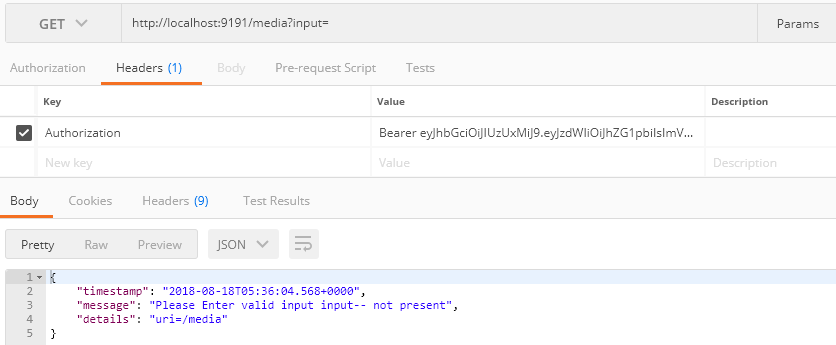 GET http://localhost:9191/media?input= Params
Authorization Headers (1) Body Pre-request Script Tests
Key Value Description
Authorization Bearer eyJhbGciOiJIUzUxMiJ9.eyJzdWIiOiJhZG1pbiIsImV...
New key Value Description
Body Cookies Headers (9) Test Results
Pretty Raw Preview JSON
1 {
2 "timestamp": "2018-08-18T05:36:04.568+0000",
3 "message": "Please Enter valid input input-- not present",
4 "details": "uri=/media"
5 }